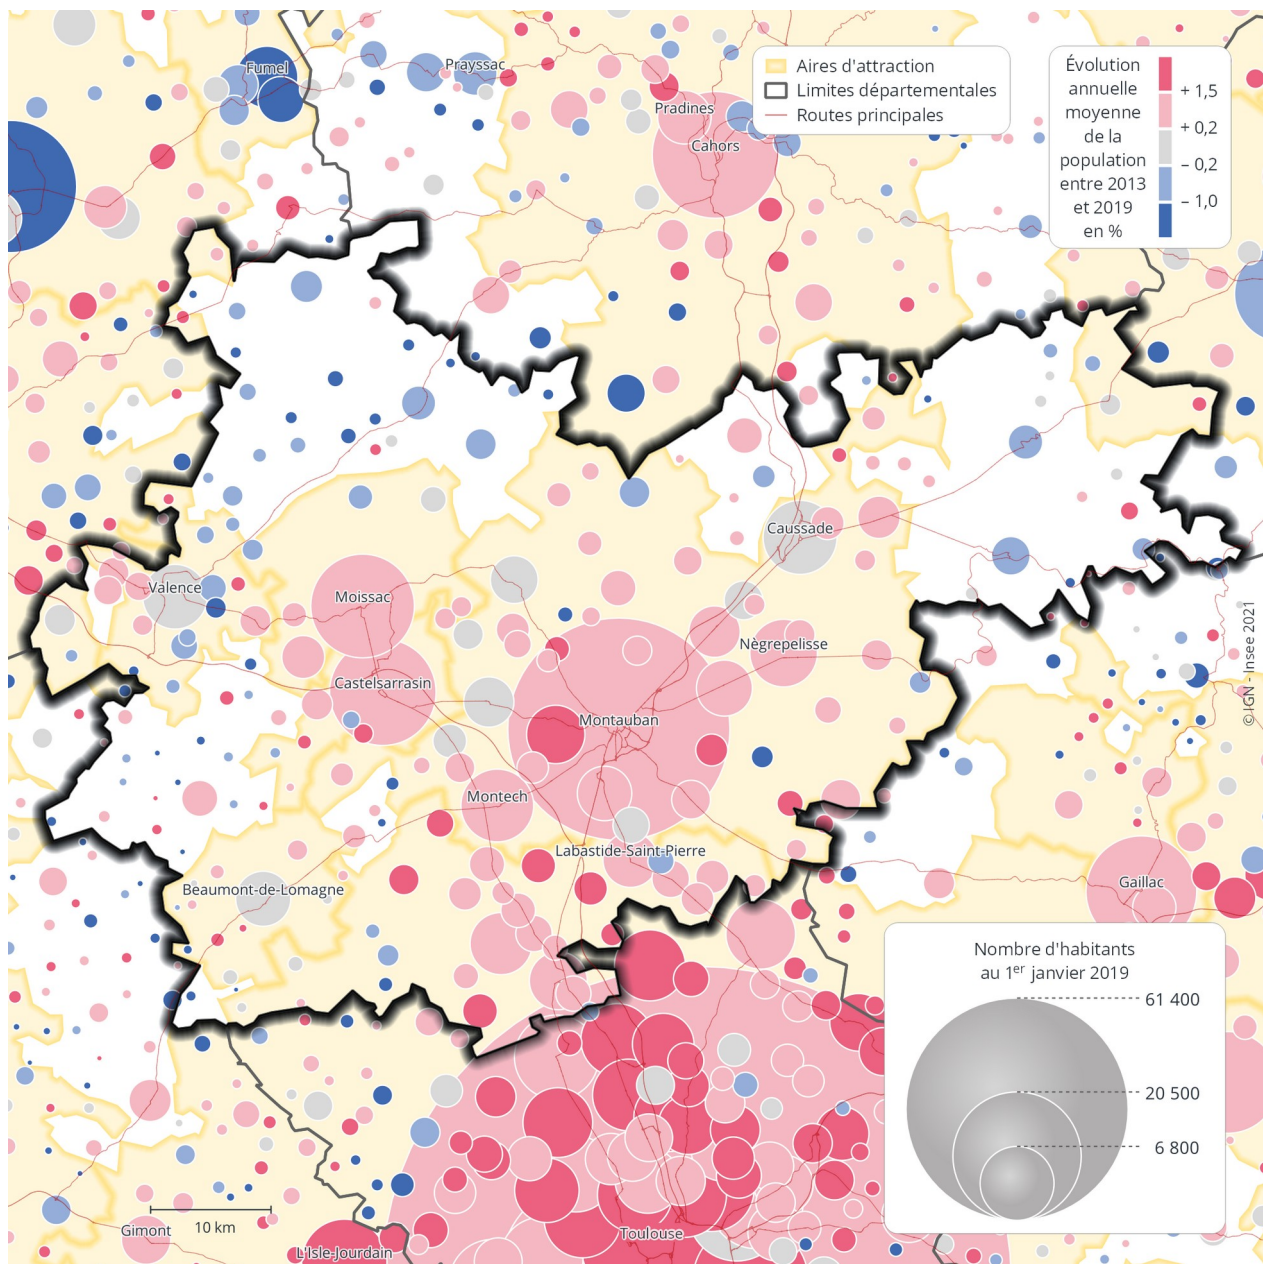 Fumel
Prayssac
Pradines
Cahors
Aires d'attraction
Limites départementales
Routes principales
Évolution
annuelle
moyenne
de la
population
entre 2013
et 2019
en %
+ 1,5
+ 0,2
– 0,2
– 1,0
Caussade
Valence
Moissac
Nègrepelisse
Castelsarrasin
Montauban
Montech
Labastide-Saint-Pierre
Beaumont-de-Lomagne
Gaillac
© IGN - Insee 2021
Nombre d'habitants
au 1er janvier 2019
61 400
20 500
6 800
10 km
Gimont
L'Isle-Jourdain
Toulouse